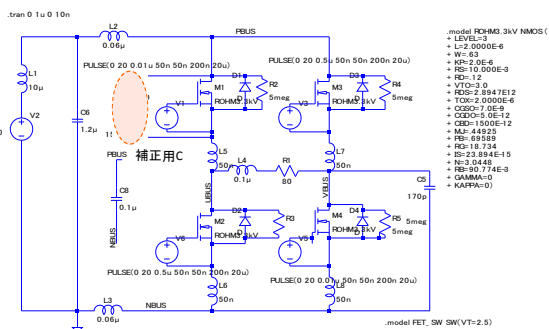 .tran 0 1u 0 10n
L2
0.06µ
PBUS
.model ROHM3.3kV NMOS (
+ LEVEL=3
+ L=2.0000E-6
+ W=.63
+ KP=2.0E-6
+ RS=10.000E-3
+ RD=.12
+ VTO=3.0
+ RDS=2.8947E12
+ TOX=2.0000E-6
+ CGSO=7.0E-9
+ CGDO=5.0E-12
+ CBD=1500E-12
+ MJ=.44925
+ PB=.69589
+ RG=18.734
+ IS=23.894E-15
+ N=3.0448
+ RB=90.774E-3
+ GAMMA=0
+ KAPPA=0)
PULSE(0 20 0.01u 50n 50n 200n 20u)
PULSE(0 20 0.5u 50n 50n 200n 20u)
L1
10µ
V2
C6
1.2µ
D1
M1
ROHM3.3kV
R2
5meg
V1
D3
M3
ROHM3.3kV
R4
5meg
V3
補正用C
PBUS
C8
0.1µ
NBUS
L5
50n
L4
0.1µ
R1
80
L7
50n
UBUS
VBUS
C5
170p
D2
M2
ROHM3.3kV
R3
V6
D4
M4
ROHM3.3kV
R5
5meg
5meg
V5
PULSE(0 20 0.5u 50n 50n 200n 20u)
PULSE(0 20 0.01u 50n 50n 200n 20u)
L6
50n
L8
50n
L3
0.06µ
NBUS
.model FET_SW SW(VT=2.5)